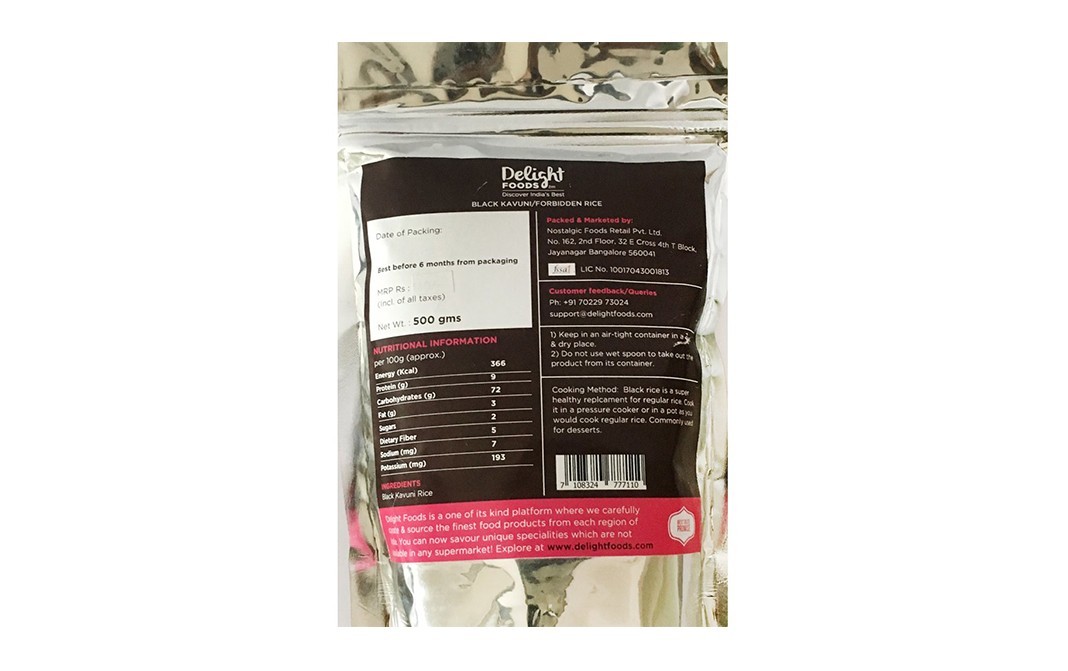 Delight
FOODS
Discover India's Best
BLACK KAVUNI/FORBIDDEN RICE
Date of Packing:
Best before 6 months from packaging
MRP Rs :
(Incl. of all taxes)
Net Wt. : 500 gms
NUTRITIONAL INFORMATION
per 100g (approx.)
Energy (Kcal) 366
Protein (g) 9
Carbohydrates (g) 72
Fat (g) 3
Sugars 2
Dietary Fiber 5
Sodium (mg) 7
Potassium (mg) 193
INGREDIENTS
Black Kavuni Rice
Packed & Marketed by:
Nostalgic Foods Retail Pvt. Ltd.
No. 162, 2nd Floor, 32 E Cross 4th T Block,
Jayanagar Bangalore 560041
fssai LIC No. 10017043001813
Customer feedback/Queries
Ph: +91 70229 73024
support@delightfoods.com
1) Keep in an air-tight container in a
& dry place.
2) Do not use wet spoon to take out the
product from its container.
Cooking Method: Black rice is a super
healthy replcament for regular rice. Cook
it in a pressure cooker or in a pot as you
would cook regular rice. Commonly used
for desserts.
7 108324 777110
Delight Foods is a one of its kind platform where we carefully
& source the finest food products from each region of
You can now savour unique specialities which are not
in any supermarket! Explore at www.delightfoods.com